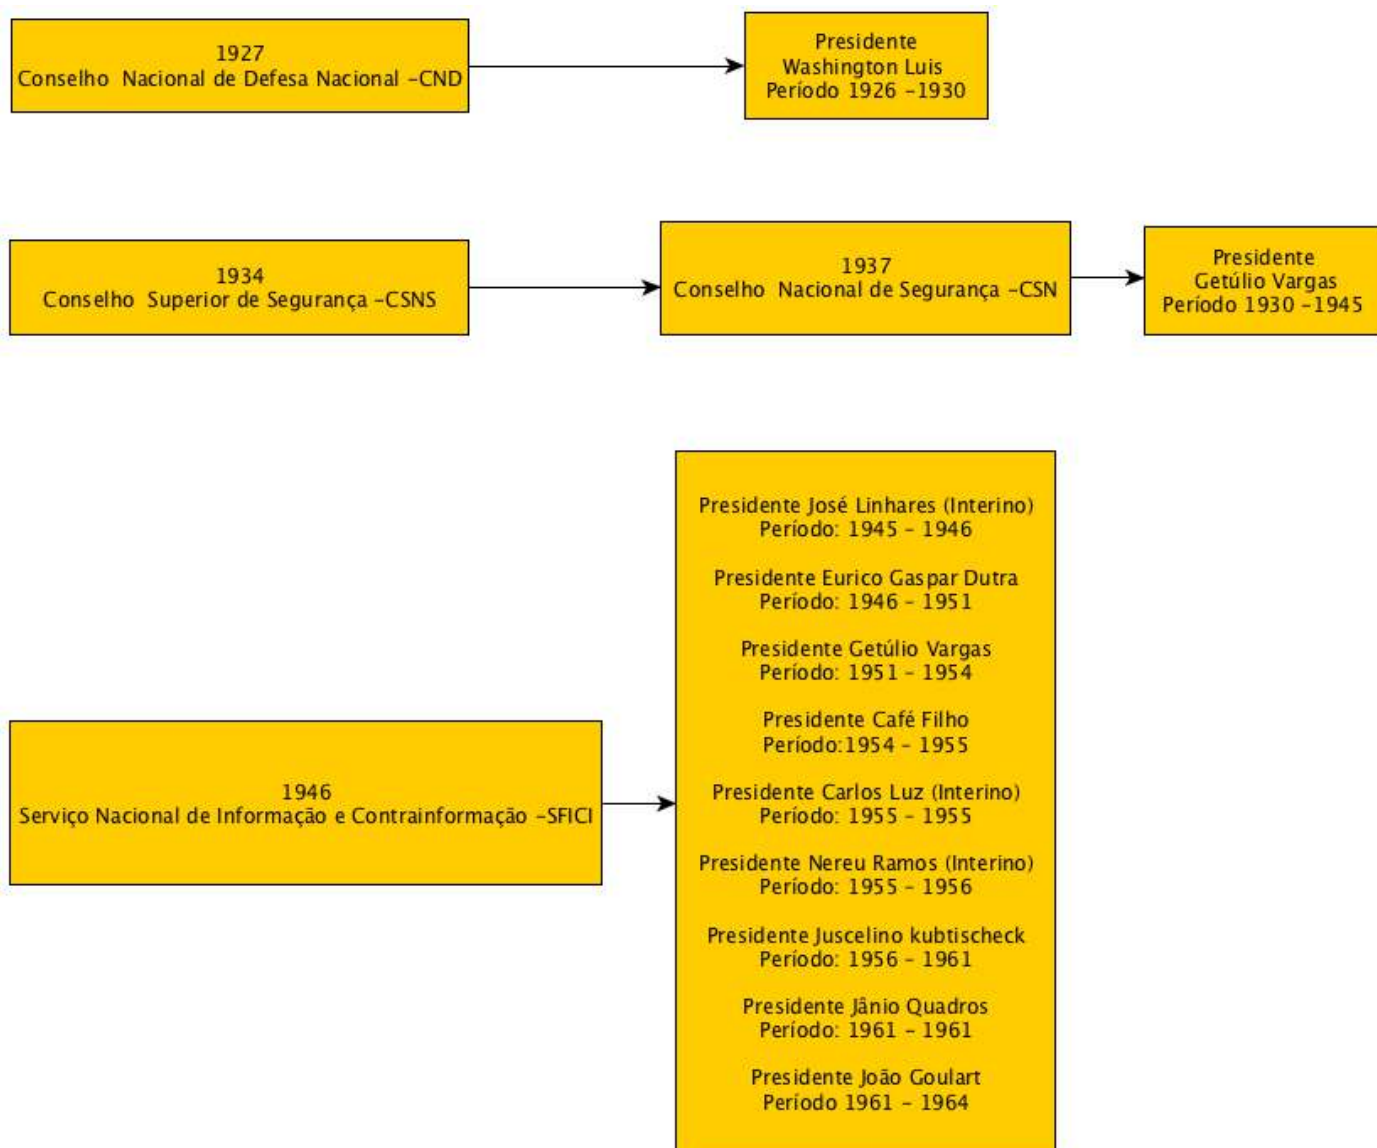 1927
Conselho Nacional de Defesa Nacional -CND
Presidente
Washington Luis
Período 1926 -1930
1934
Conselho Superior de Segurança -CSNS
1937
Conselho Nacional de Segurança -CSN
Presidente
Getúlio Vargas
Período 1930 -1945
1946
Serviço Nacional de Informação e Contrainformação -SFICI
Presidente José Linhares (Interino)
Período: 1945 - 1946
Presidente Eurico Gaspar Dutra
Período: 1946 - 1951
Presidente Getúlio Vargas
Período: 1951 - 1954
Presidente Café Filho
Período:1954 - 1955
Presidente Carlos Luz (Interino)
Período: 1955 - 1955
Presidente Nereu Ramos (Interino)
Período: 1955 - 1956
Presidente Juscelino kubtischeck
Período: 1956 - 1961
Presidente Jânio Quadros
Período: 1961 - 1961
Presidente João Goulart
Período 1961 - 1964